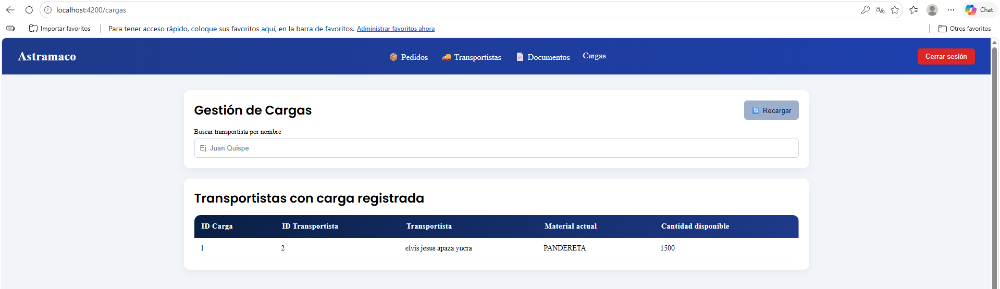 localhost:4200/cargas
Chat
Importar favoritos
Para tener acceso rápido, coloque sus favoritos aquí, en la barra de favoritos. Administrar favoritos ahora
Otros favoritos
Astramaco
Pedidos
Transportistas
Documentos
Cargas
Cerrar sesión
Gestión de Cargas
Recargar
Buscar transportista por nombre
Ej. Juan Quispe
Transportistas con carga registrada
ID Carga ID Transportista Transportista Material actual Cantidad disponible
1 2 elvis jesus apaza yucra PANDERETA 1500